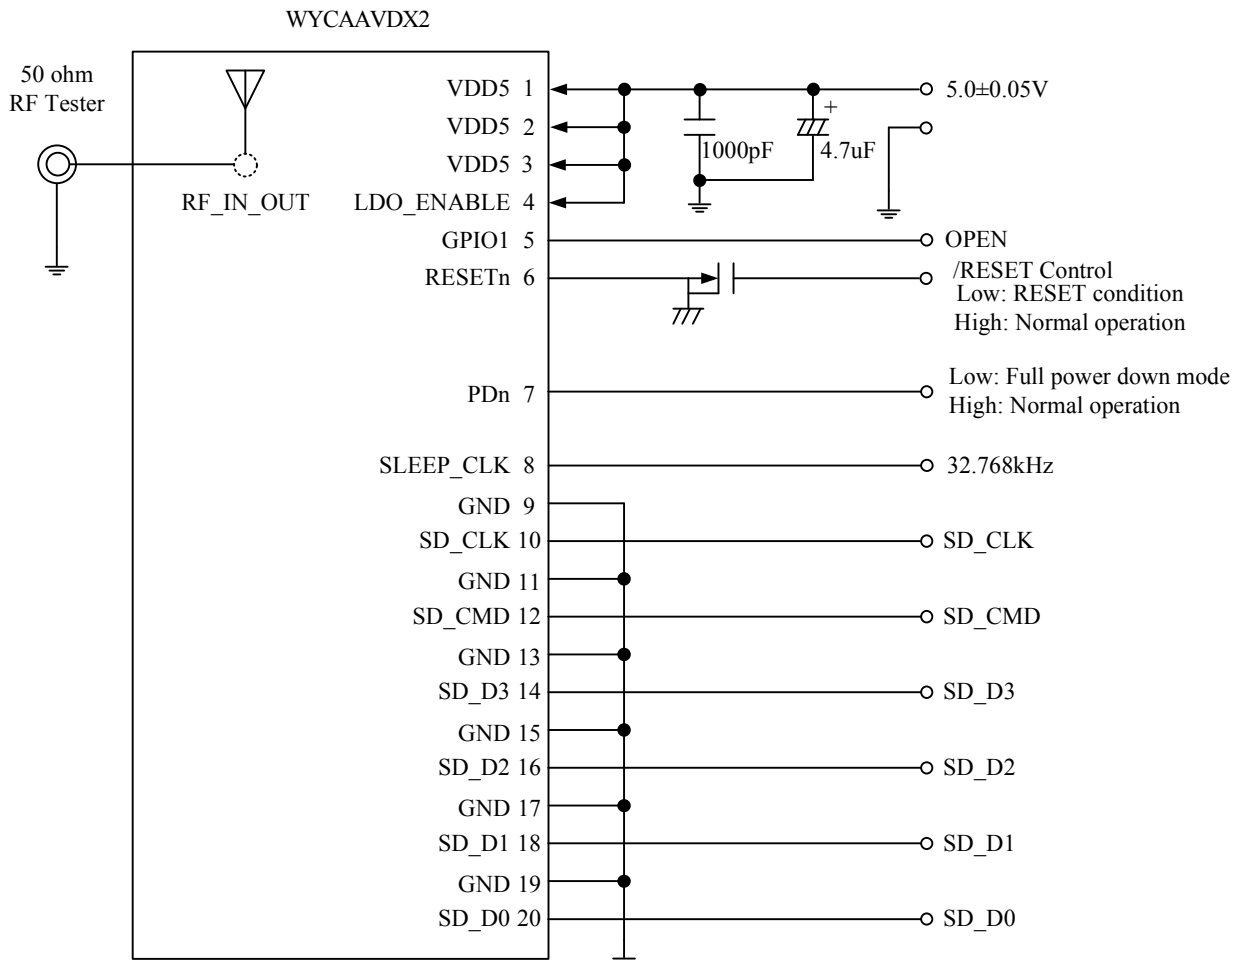 WYCAAVDX2
50 ohm
RF Tester
RF_IN_OUT
VDD5 1
5.0±0.05V
+
VDD5 2
1000pF
4.7uF
VDD5 3
LDO_ENABLE 4
GPIO1 5
OPEN
RESETn 6
/RESET Control
Low: RESET condition
High: Normal operation
PDn 7
Low: Full power down mode
High: Normal operation
SLEEP_CLK 8
32.768kHz
GND 9
SD_CLK 10
SD_CLK
GND 11
SD_CMD 12
SD_CMD
GND 13
SD_D3 14
SD_D3
GND 15
SD_D2 16
SD_D2
GND 17
SD_D1 18
SD_D1
GND 19
SD_D0 20
SD_D0